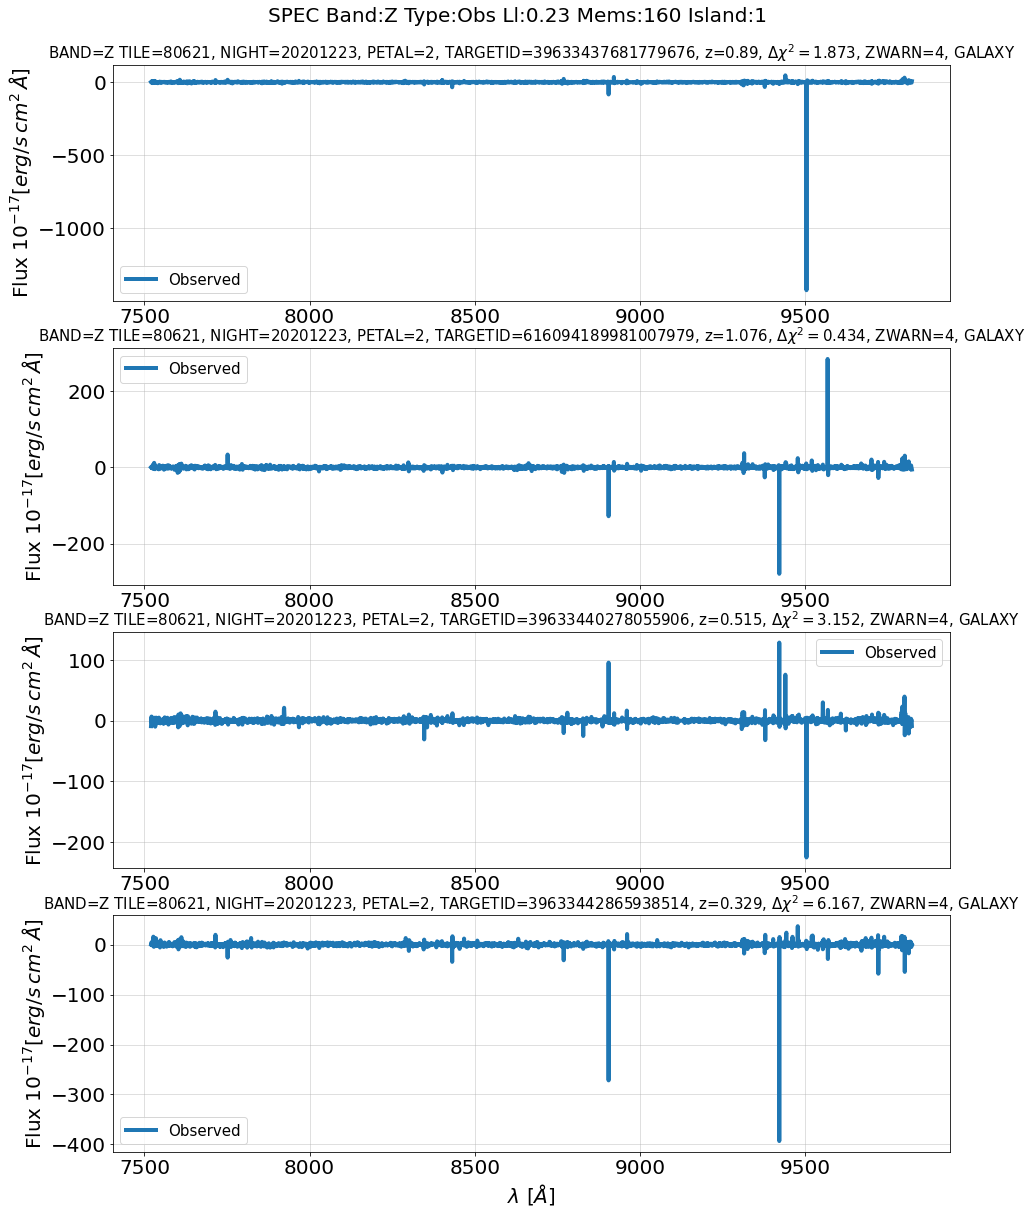 SPEC Band:Z Type:Obs Ll:0.23 Mems:160 Island:1
BAND=Z TILE=80621, NIGHT=20201223, PETAL=2, TARGETID=39633437681779676, z=0.89, Δχ²=1.873, ZWARN=4, GALAXY
Flux 10⁻¹⁷[erg/s cm² Å]
0
−500
−1000
Observed
7500 8000 8500 9000 9500
BAND=Z TILE=80621, NIGHT=20201223, PETAL=2, TARGETID=616094189981007979, z=1.076, Δχ²=0.434, ZWARN=4, GALAXY
Flux 10⁻¹⁷[erg/s cm² Å]
Observed
200
0
−200
7500 8000 8500 9000 9500
BAND=Z TILE=80621, NIGHT=20201223, PETAL=2, TARGETID=39633440278055906, z=0.515, Δχ²=3.152, ZWARN=4, GALAXY
Flux 10⁻¹⁷[erg/s cm² Å]
Observed
100
0
−100
−200
7500 8000 8500 9000 9500
BAND=Z TILE=80621, NIGHT=20201223, PETAL=2, TARGETID=39633442865938514, z=0.329, Δχ²=6.167, ZWARN=4, GALAXY
Flux 10⁻¹⁷[erg/s cm² Å]
0
−100
−200
−300
−400
Observed
7500 8000 8500 9000 9500
λ [Å]